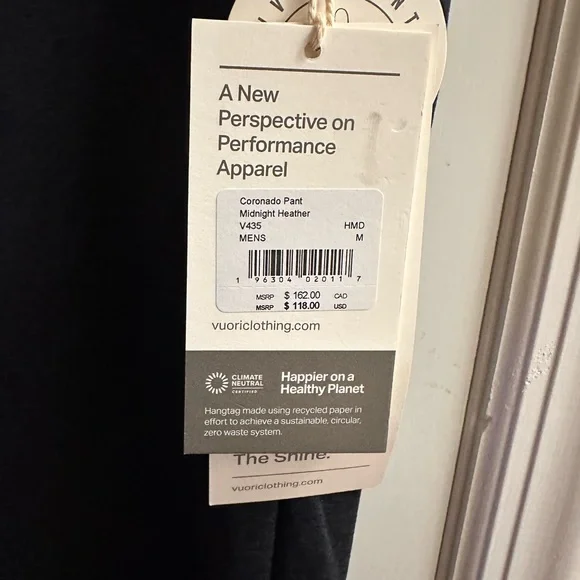 A New
Perspective on
Performance
Apparel
Coronado Pant
Midnight Heather
V435 HMD
MENS M
1 96304 02011 7
MSRP $ 162.00 CAD
MSRP $ 118.00 USD
vuoriclothing.com
CLIMATE
NEUTRAL
CERTIFIED
Happier on a
Healthy Planet
Hangtag made using recycled paper in
effort to achieve a sustainable, circular,
zero waste system.
The Shine.
vuoriclothing.com